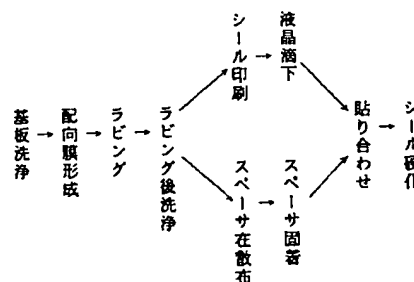 基板洗浄
配向膜形成
ラビング
ラビング後洗浄
シール印刷
液晶滴下
スペーサ在散布
スペーサ固着
貼り合わせ
シール硬化